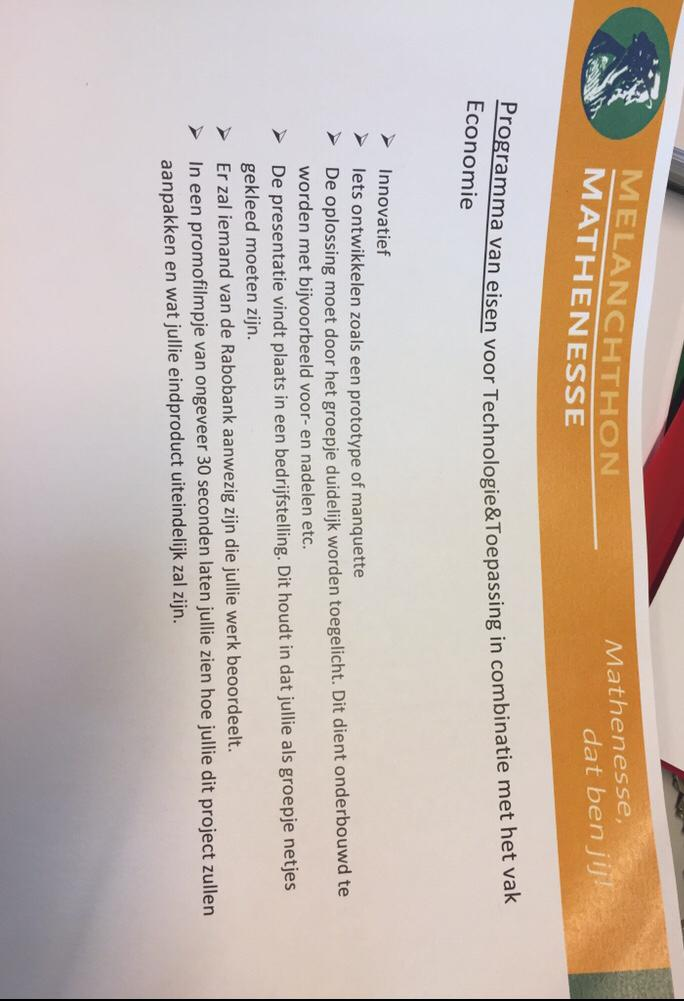 MELANCHTHON
MATHENESSE
Mathenesse,
dat ben jij!
Programma van eisen voor Technologie&Toepassing in combinatie met het vak
Economie
➢ Innovatief
➢ Iets ontwikkelen zoals een prototype of manquette
➢ De oplossing moet door het groepje duidelijk worden toegelicht. Dit dient onderbouwd te
worden met bijvoorbeeld voor- en nadelen etc.
➢ De presentatie vindt plaats in een bedrijfstelling. Dit houdt in dat jullie als groepje netjes
gekleed moeten zijn.
➢ Er zal iemand van de Rabobank aanwezig zijn die jullie werk beoordeelt.
➢ In een promofilmpje van ongeveer 30 seconden laten jullie zien hoe jullie dit project zullen
aanpakken en wat jullie eindproduct uiteindelijk zal zijn.